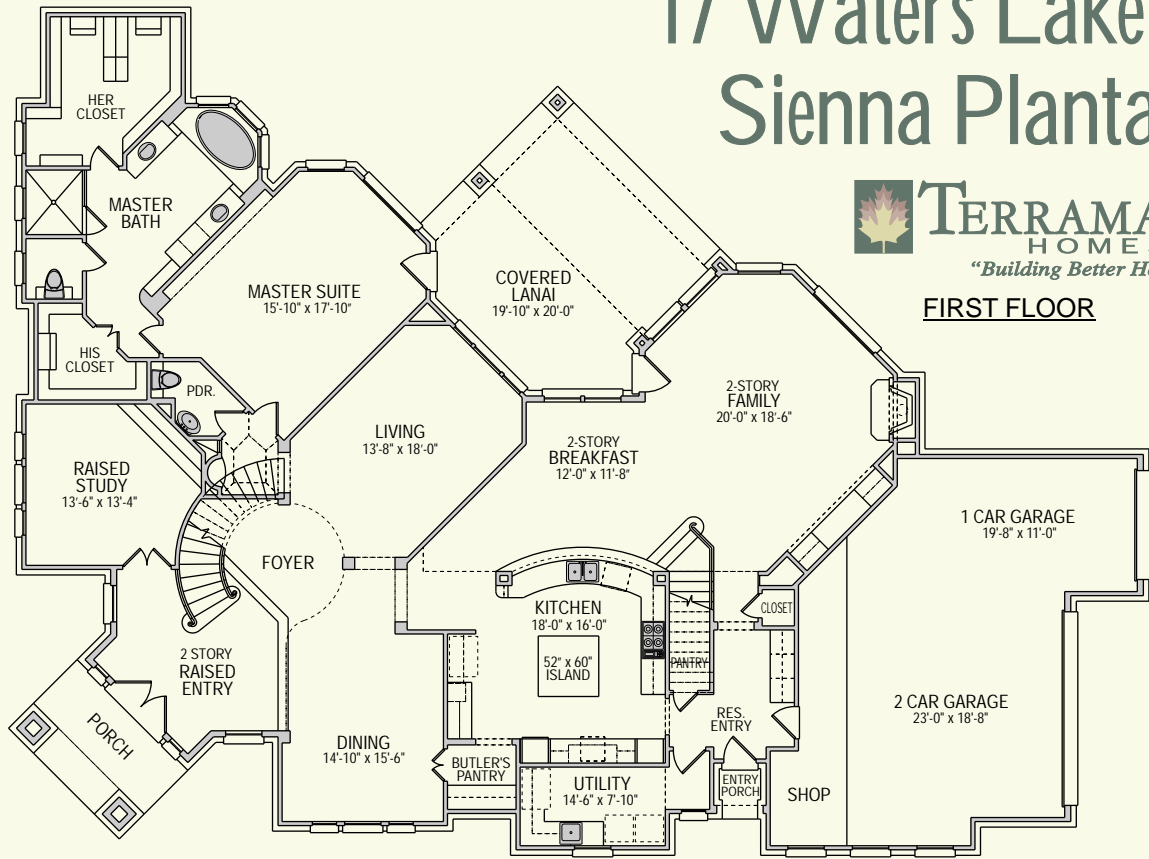 17 Waters Lake
Sienna Planta
TERRAMA
HOME
"Building Better H
FIRST FLOOR
HER
CLOSET
MASTER
BATH
MASTER SUITE
15'-10" x 17'-10"
COVERED
LANAI
19'-10" x 20'-0"
HIS
CLOSET
PDR.
2-STORY
FAMILY
20'-0" x 18'-6"
LIVING
13'-8" x 18'-0"
2-STORY
BREAKFAST
12'-0" x 11'-8"
RAISED
STUDY
13'-6" x 13'-4"
1 CAR GARAGE
19'-8" x 11'-0"
FOYER
KITCHEN
18'-0" x 16'-0"
CLOSET
52" x 60"
ISLAND
PANTRY
2 STORY
RAISED
ENTRY
2 CAR GARAGE
23'-0" x 18'-8"
PORCH
RES.
ENTRY
DINING
14'-10" x 15'-6"
BUTLER'S
PANTRY
UTILITY
14'-6" x 7'-10"
ENTRY
PORCH
SHOP